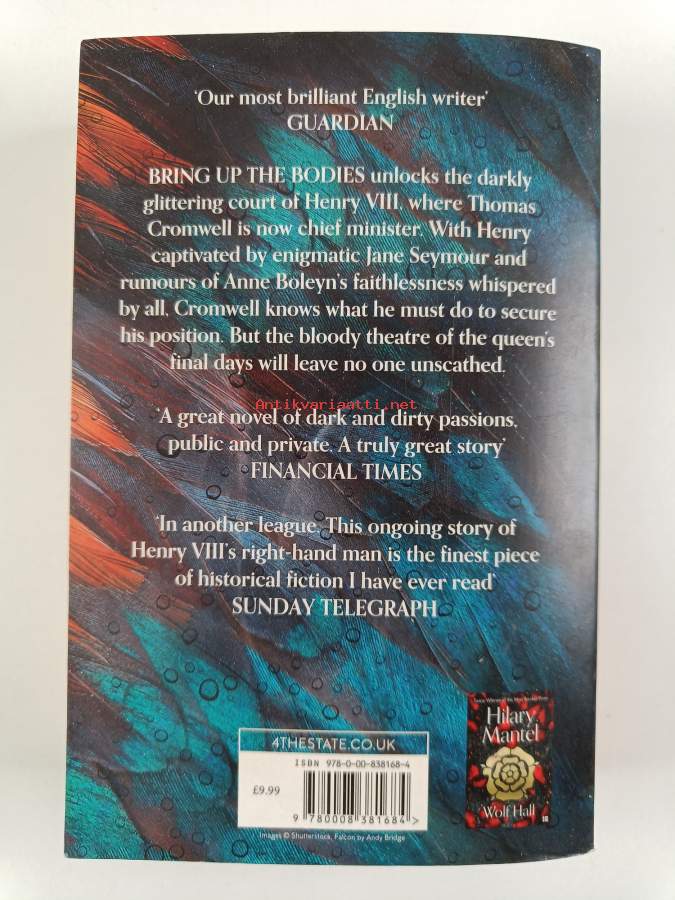 'Our most brilliant English writer'
GUARDIAN
BRING UP THE BODIES unlocks the darkly
glittering court of Henry VIII, where Thomas
Cromwell is now chief minister. With Henry
captivated by enigmatic Jane Seymour and
rumours of Anne Boleyn's faithlessness whispered
by all, Cromwell knows what he must do to secure
his position. But the bloody theatre of the queen's
final days will leave no one unscathed.
Antikvariaatti.net
'A great novel of dark and dirty passions,
public and private. A truly great story'
FINANCIAL TIMES
'In another league. This ongoing story of
Henry VIII's right-hand man is the finest piece
of historical fiction I have ever read'
SUNDAY TELEGRAPH
Hilary
Mantel
Wolf Hall
4THESTATE.CO.UK
ISBN 978-0-00-838168-4
£9.99
9 780008 381684 >
Images © Shutterstock, Falcon by Andy Bridge